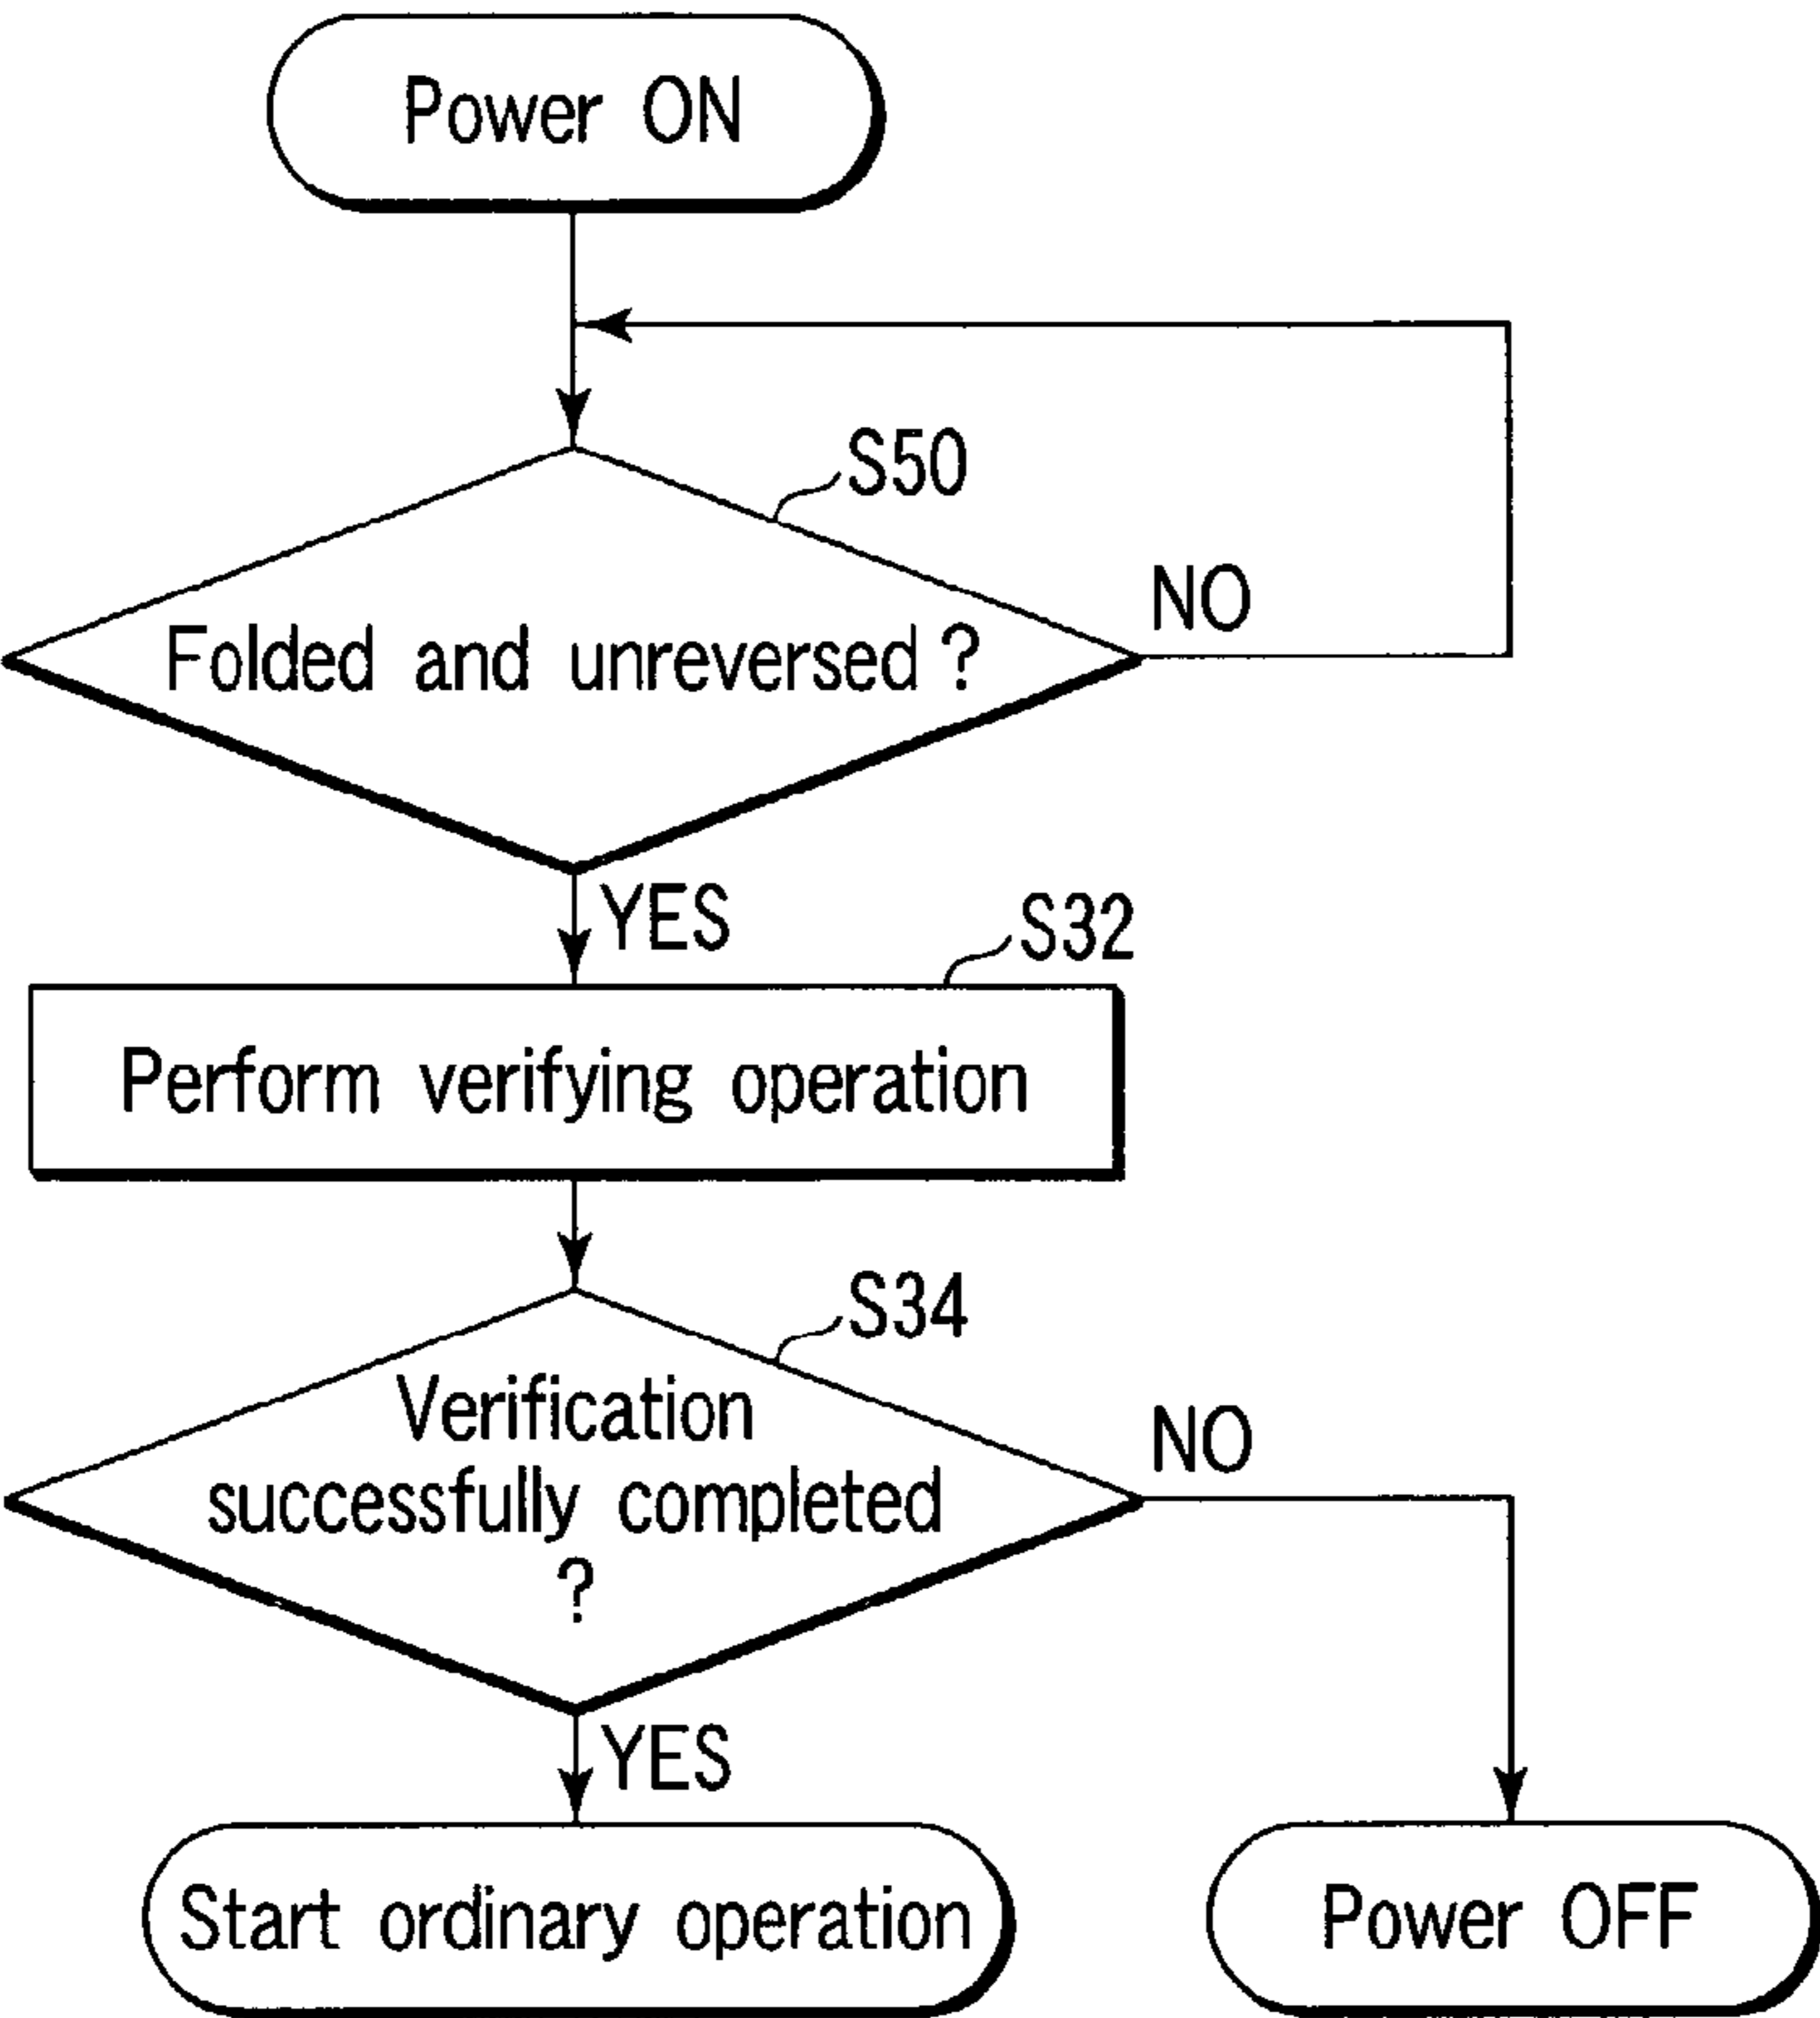 Power ON
S50
NO
Folded and unreversed ?
YES
S32
Perform verifying operation
S34
Verification
NO
successfully completed
?
YES
Start ordinary operation
Power OFF